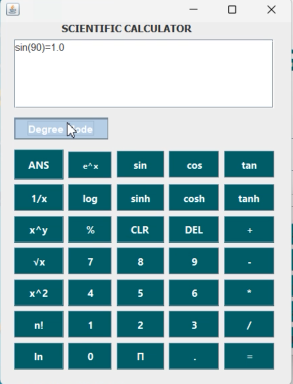 SCIENTIFIC CALCULATOR
sin(90)=1.0
Degree Mode
ANS e^x sin cos tan
1/x log sinh cosh tanh
x^y % CLR DEL +
√x 7 8 9 -
x^2 4 5 6 *
n! 1 2 3 /
ln 0 Π . =